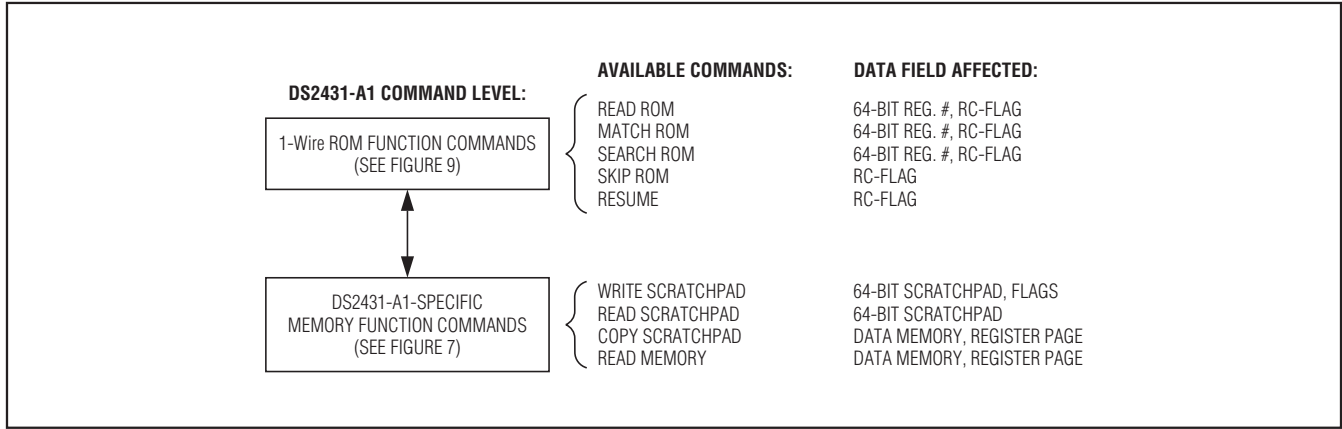 AVAILABLE COMMANDS: DATA FIELD AFFECTED:
DS2431-A1 COMMAND LEVEL:
1-Wire ROM FUNCTION COMMANDS
(SEE FIGURE 9)
READ ROM 64-BIT REG. #, RC-FLAG
MATCH ROM 64-BIT REG. #, RC-FLAG
SEARCH ROM 64-BIT REG. #, RC-FLAG
SKIP ROM RC-FLAG
RESUME RC-FLAG
DS2431-A1-SPECIFIC
MEMORY FUNCTION COMMANDS
(SEE FIGURE 7)
WRITE SCRATCHPAD 64-BIT SCRATCHPAD, FLAGS
READ SCRATCHPAD 64-BIT SCRATCHPAD
COPY SCRATCHPAD DATA MEMORY, REGISTER PAGE
READ MEMORY DATA MEMORY, REGISTER PAGE